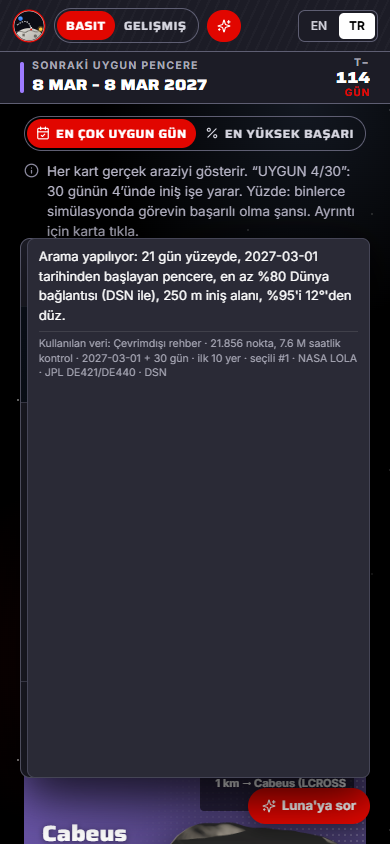 BASIT GELIŞMIŞ EN TR
SONRAKİ UYGUN PENCERE
8 MAR – 8 MAR 2027
T−
114
GÜN
EN ÇOK UYGUN GÜN % EN YÜKSEK BAŞARI
Her kart gerçek araziyi gösterir. “UYGUN 4/30”:
30 günün 4’ünde iniş işe yarar. Yüzde: binlerce
simülasyonda görevin başarılı olma şansı. Ayrıntı
için karta tıkla.
Arama yapılıyor: 21 gün yüzeyde, 2027-03-01
tarihinden başlayan pencere, en az %80 Dünya
bağlantısı (DSN ile), 250 m iniş alanı, %95'i 12°'den
düz.
Kullanılan veri: Çevrimdışı rehber · 21.856 nokta, 7.6 M saatlik
kontrol · 2027-03-01 + 30 gün · ilk 10 yer · seçili #1 · NASA LOLA
· JPL DE421/DE440 · DSN
1 km → Cabeus (LCROSS
Luna'ya sor
Cabeus